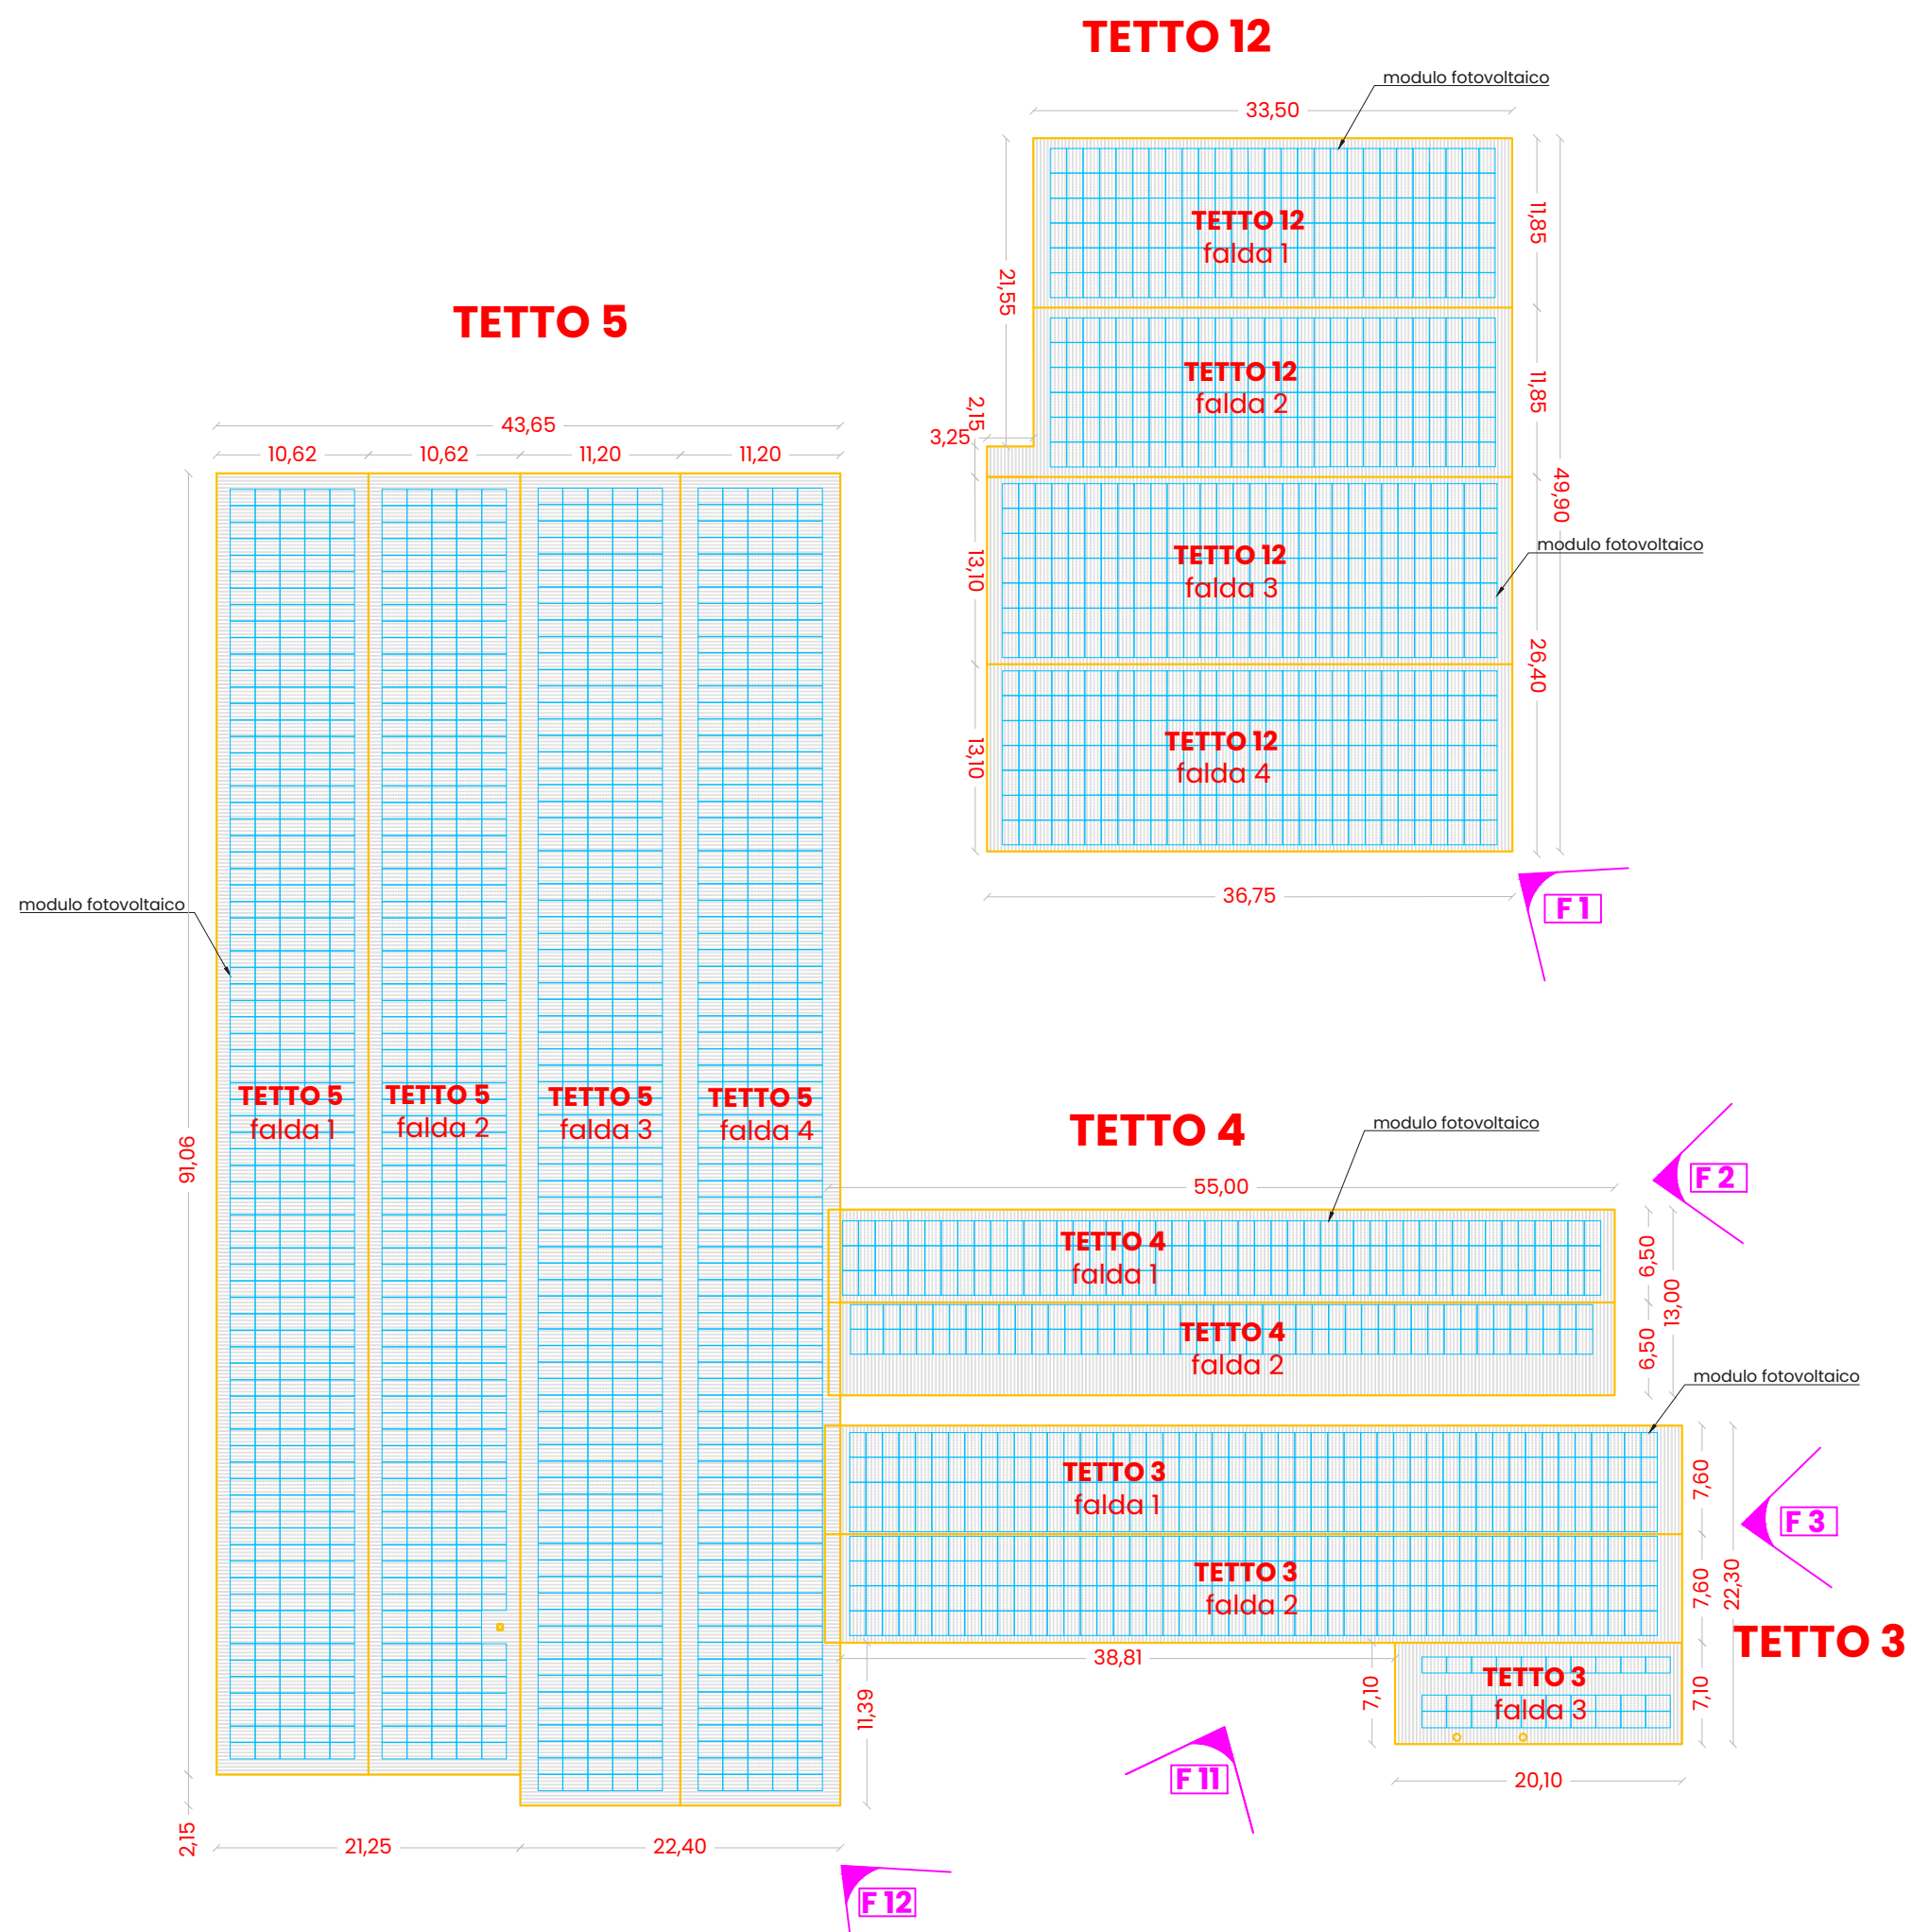 TETTO 12
modulo fotovoltaico
33,50
TETTO 12
falda 1
11,85
21,55
TETTO 12
falda 2
11,85
2,15
3,25
49,90
modulo fotovoltaico
TETTO 12
falda 3
13,10
26,40
TETTO 12
falda 4
13,10
36,75
F 1
TETTO 5
43,65
10,62
10,62
11,20
11,20
modulo fotovoltaico
TETTO 5
falda 1
TETTO 5
falda 2
TETTO 5
falda 3
TETTO 5
falda 4
91,06
2,15
21,25
22,40
F 12
TETTO 4
modulo fotovoltaico
55,00
F 2
TETTO 4
falda 1
6,50
13,00
TETTO 4
falda 2
6,50
modulo fotovoltaico
TETTO 3
falda 1
7,60
F 3
TETTO 3
falda 2
7,60
22,30
TETTO 3
38,81
11,39
7,10
TETTO 3
falda 3
7,10
F 11
20,10